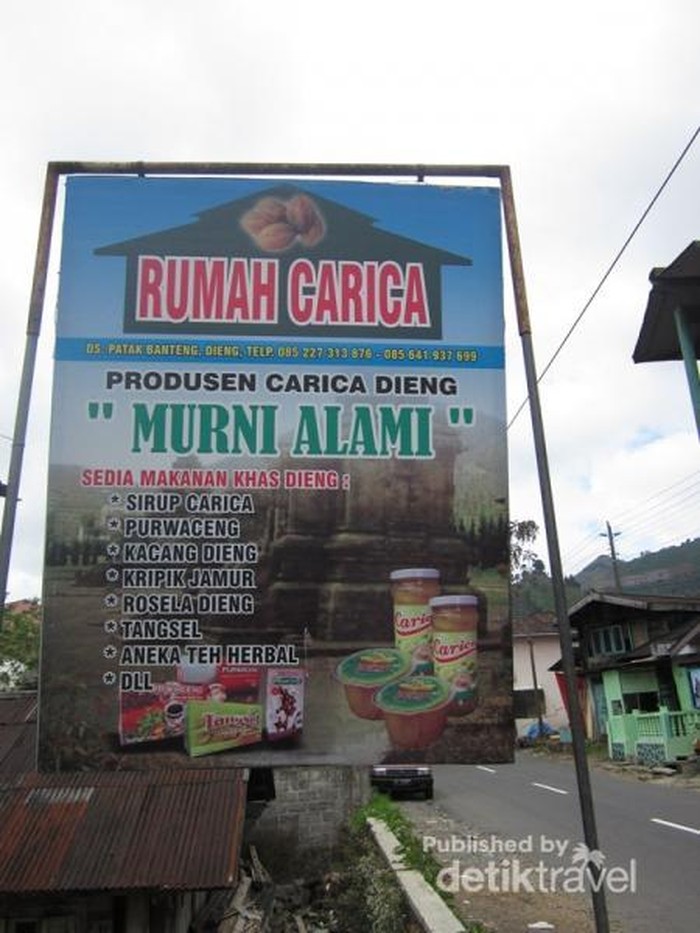 RUMAH CARICA
DS. PATAK BANTENG, DIENG, TELP. 085 227 313 876 - 085 641 937 699
PRODUSEN CARICA DIENG
" MURNI ALAMI "
SEDIA MAKANAN KHAS DIENG :
* SIRUP CARICA
* PURWACENG
* KACANG DIENG
* KRIPIK JAMUR
* ROSELA DIENG
* TANGSEL
* ANEKA TEH HERBAL
* DLL
Carica
Carica
Tangsel
Published by
detiktravel